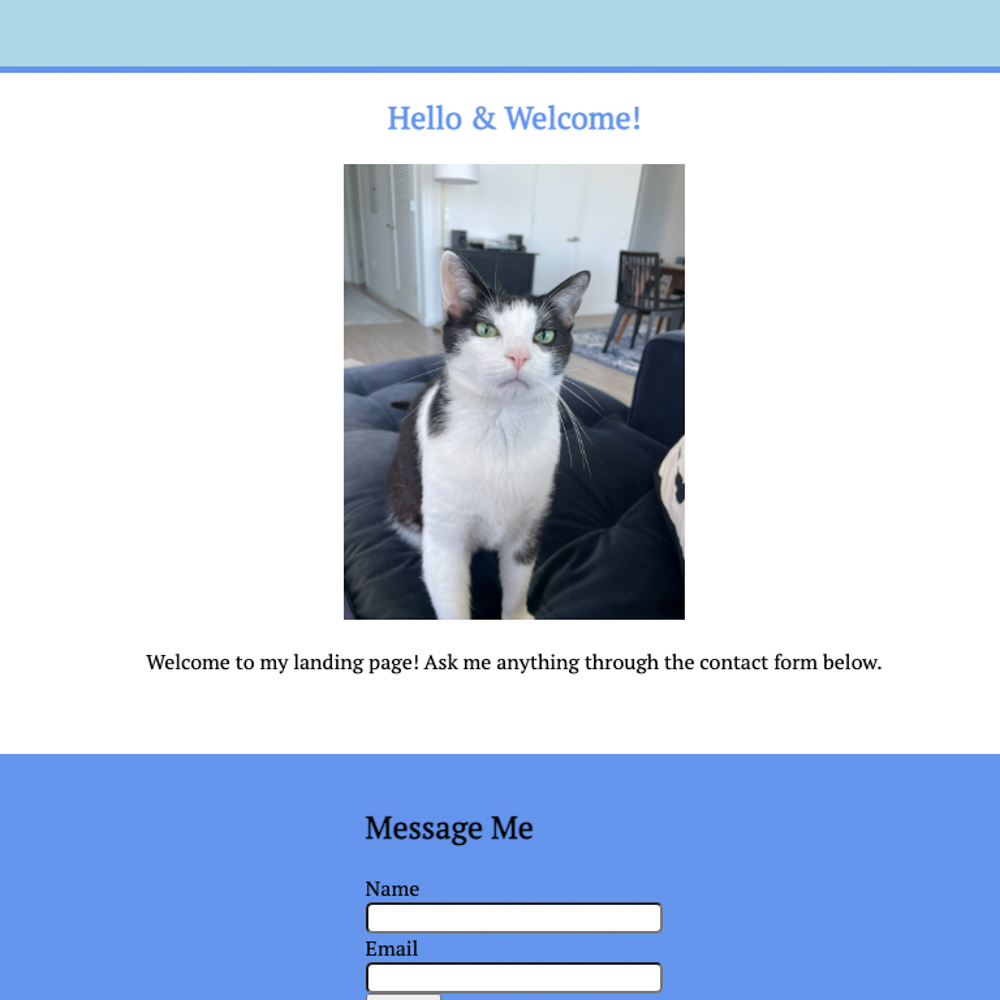 Hello & Welcome!
Welcome to my landing page! Ask me anything through the contact form below.
Message Me
Name
Email